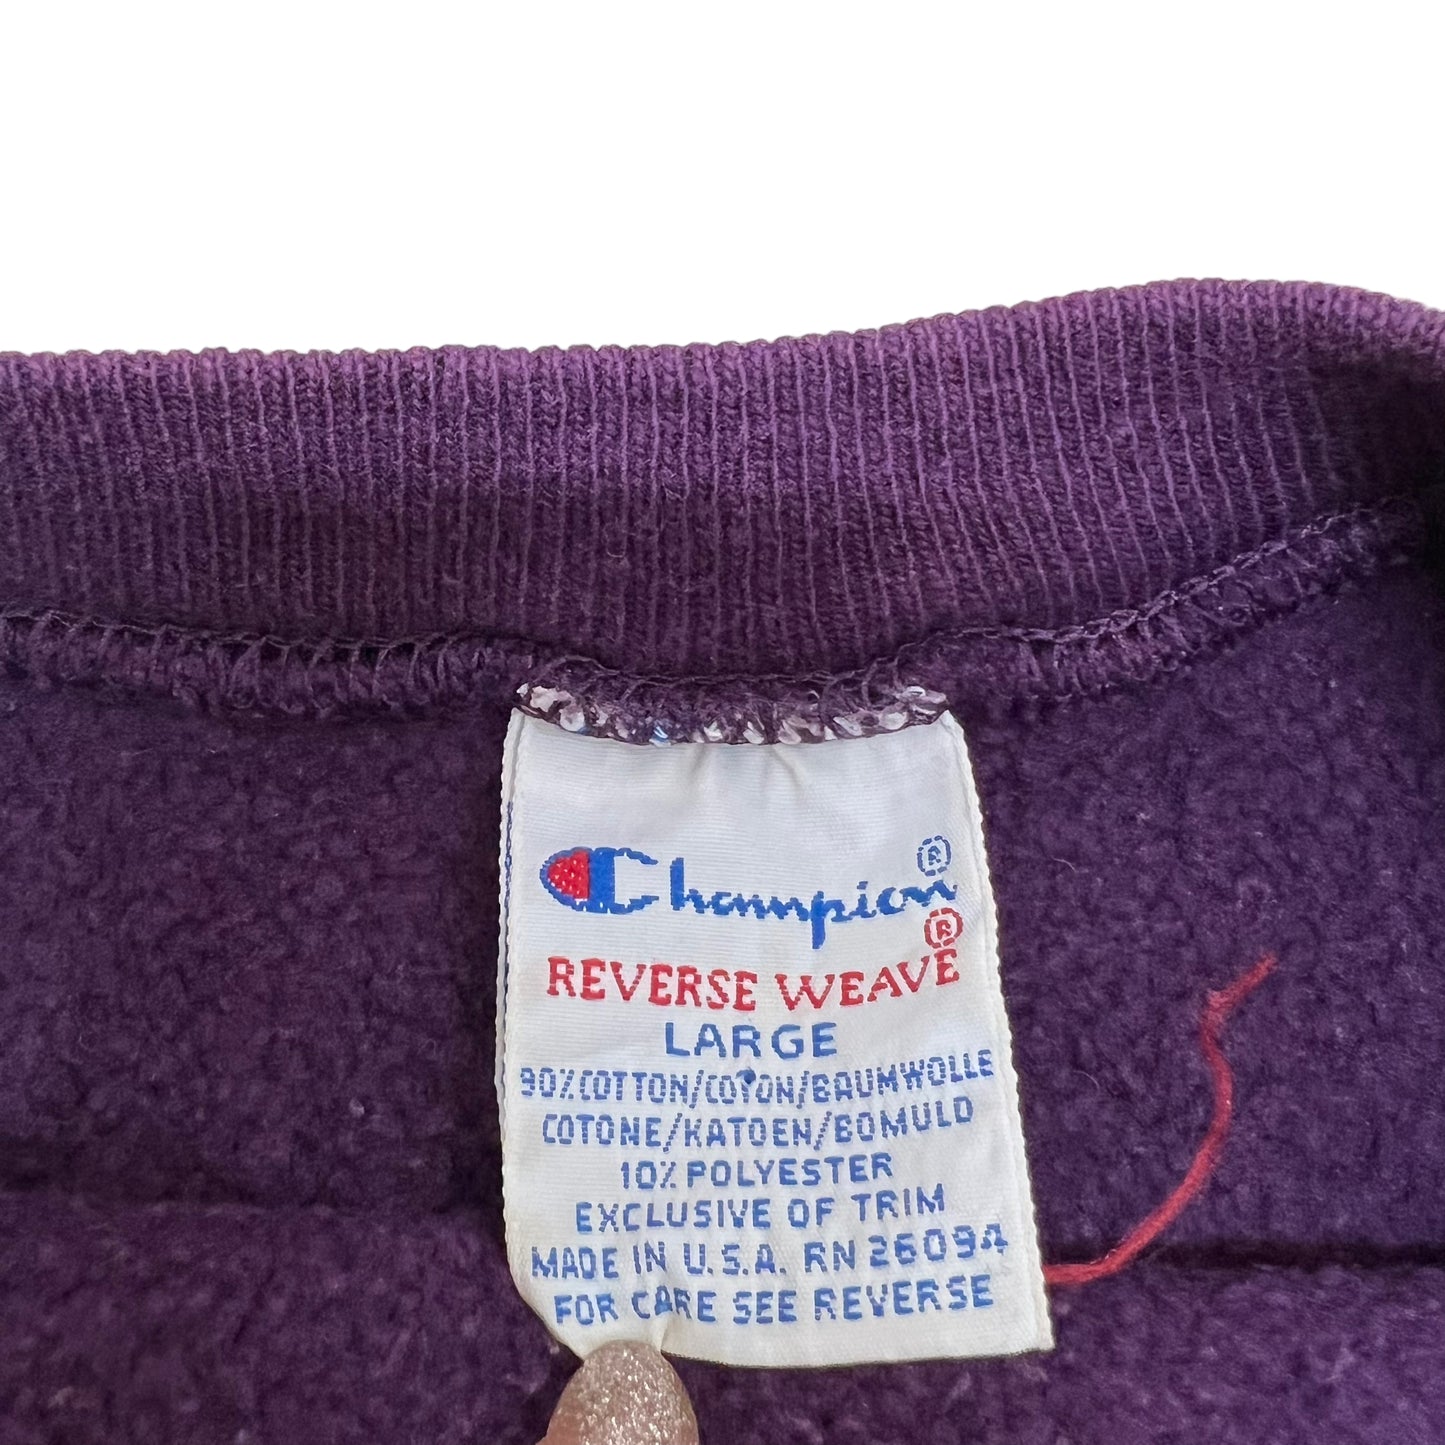 Champion®
REVERSE WEAVE®
LARGE
90% COTTON/COTON/BAUMWOLLE
COTONE/KATOEN/BOMULD
10% POLYESTER
EXCLUSIVE OF TRIM
MADE IN U.S.A. RN 26094
FOR CARE SEE REVERSE